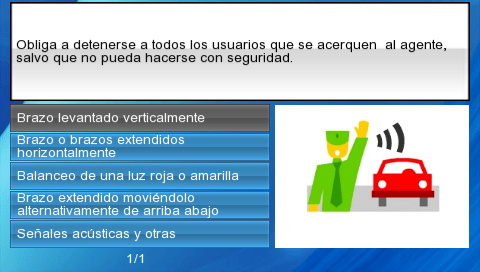 Obliga a detenerse a todos los usuarios que se acerquen  al agente,
salvo que no pueda hacerse con seguridad.
Brazo levantado verticalmente
Brazo o brazos extendidos
horizontalmente
Balanceo de una luz roja o amarilla
Brazo extendido moviéndolo
alternativamente de arriba abajo
Señales acústicas y otras
1/1